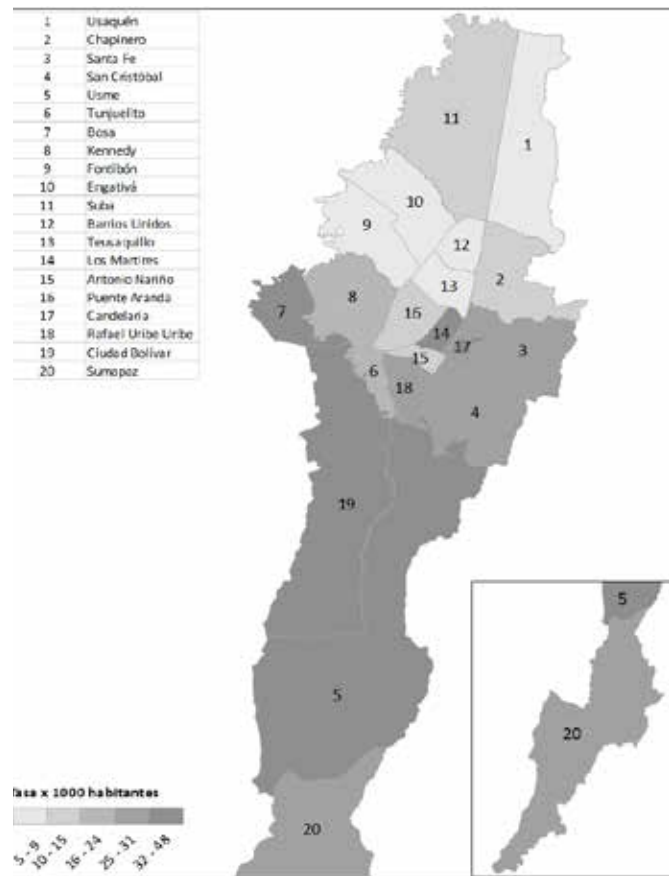 1 Usaquén
2 Chapinero
3 Santa Fe
4 San Cristóbal
5 Usme
6 Tunjuelito
7 Bosa
8 Kennedy
9 Fontibón
10 Engativá
11 Suba
12 Barrios Unidos
13 Teusaquillo
14 Los Martires
15 Antonio Nariño
16 Puente Aranda
17 Candelaria
18 Rafael Uribe Uribe
19 Ciudad Bolívar
20 Sumapaz
11
1
10
9
12
2
13
8
7
16
14
17
3
15
6
18
4
19
5
5
20
20
Tasa x 1000 habitantes
5 - 9
10 - 15
16 - 24
25 - 31
32 - 48